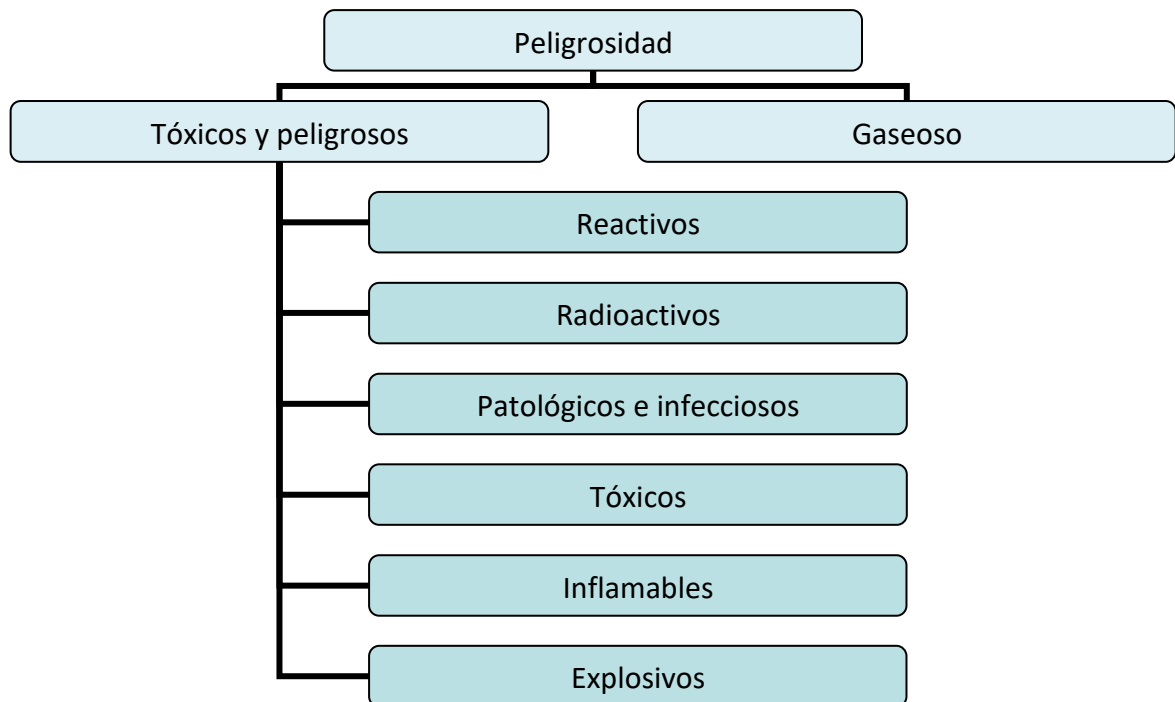 Peligrosidad
Tóxicos y peligrosos
Gaseoso
Reactivos
Radioactivos
Patológicos e infecciosos
Tóxicos
Inflamables
Explosivos